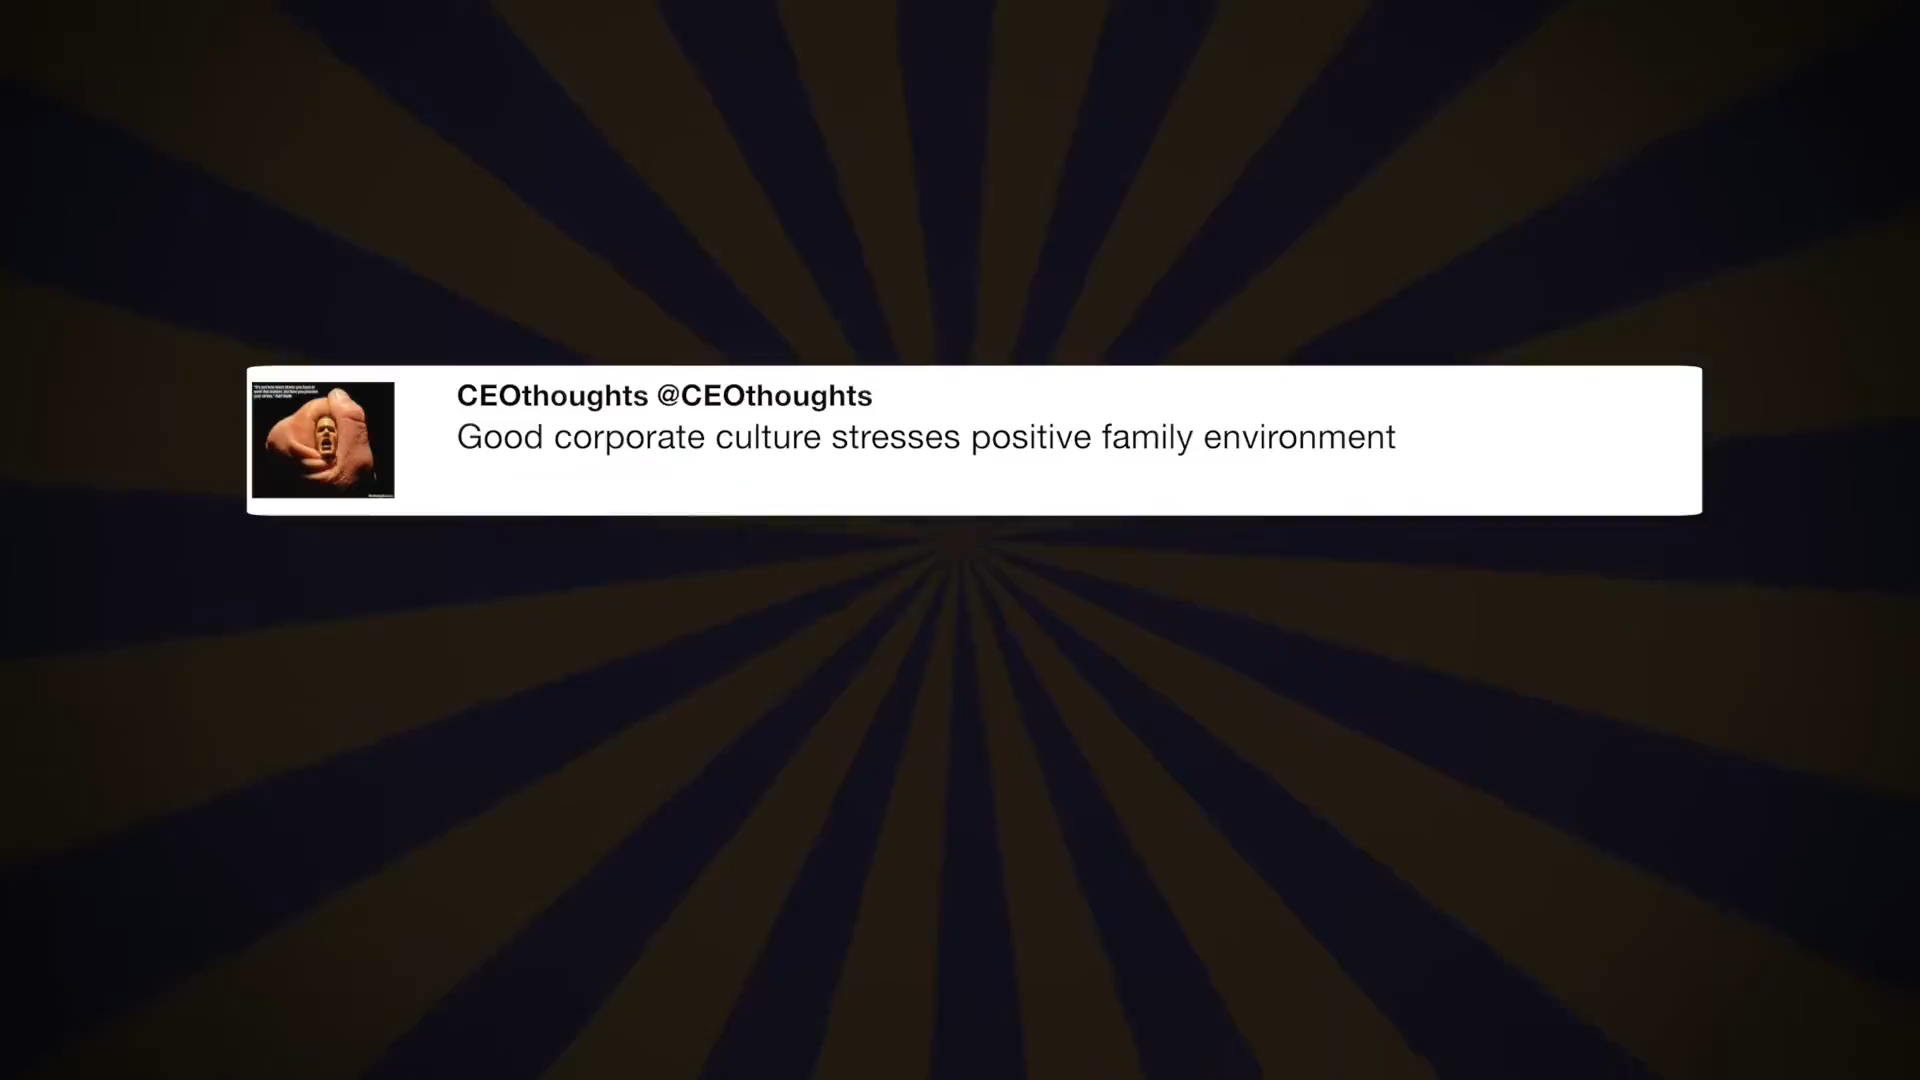 CEOthoughts @CEOthoughts
Good corporate culture stresses positive family environment